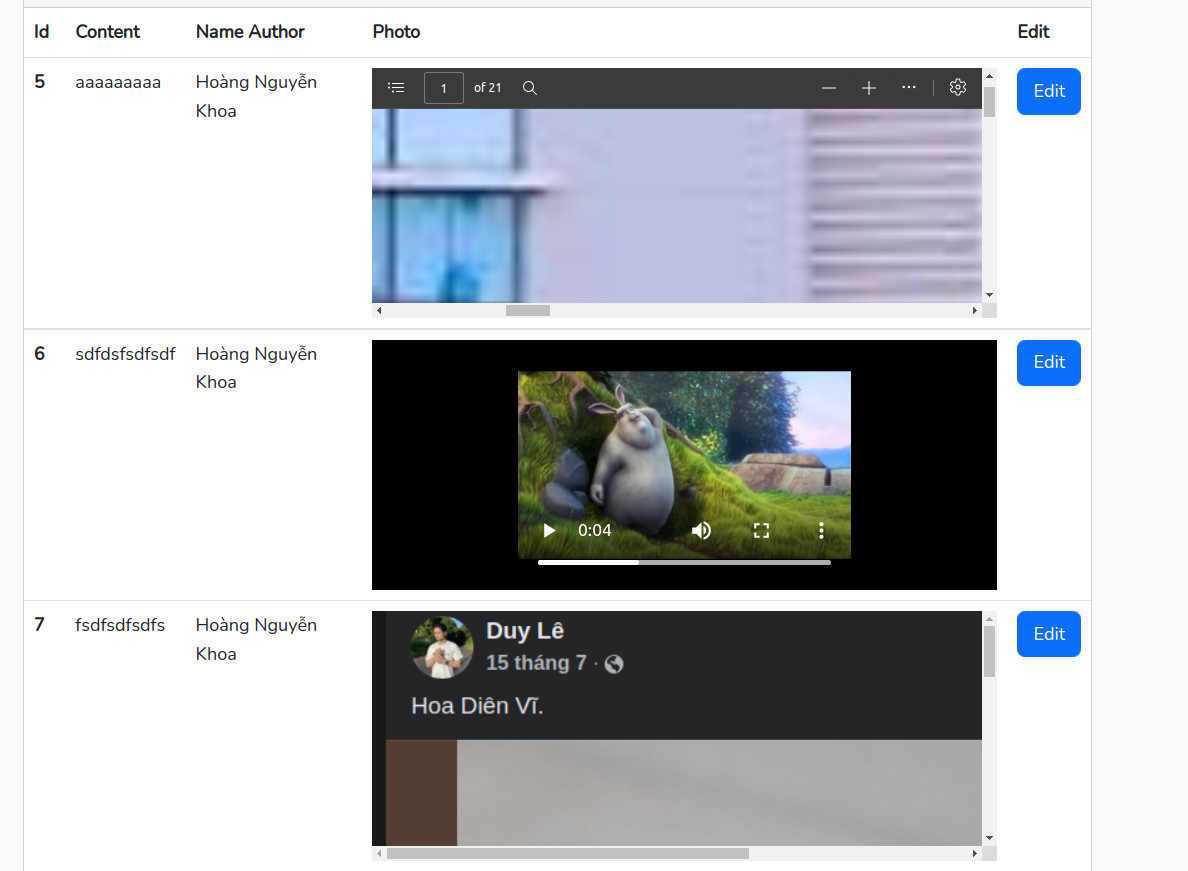 Id Content Name Author Photo Edit
5 aaaaaaaaa Hoàng Nguyễn Edit
Khoa
1 of 21
6 sdfdsfsdfsdf Hoàng Nguyễn Edit
Khoa
0:04
7 fsdfsdfsdfs Hoàng Nguyễn Edit
Khoa
Duy Lê
15 tháng 7 ·
Hoa Diên Vĩ.